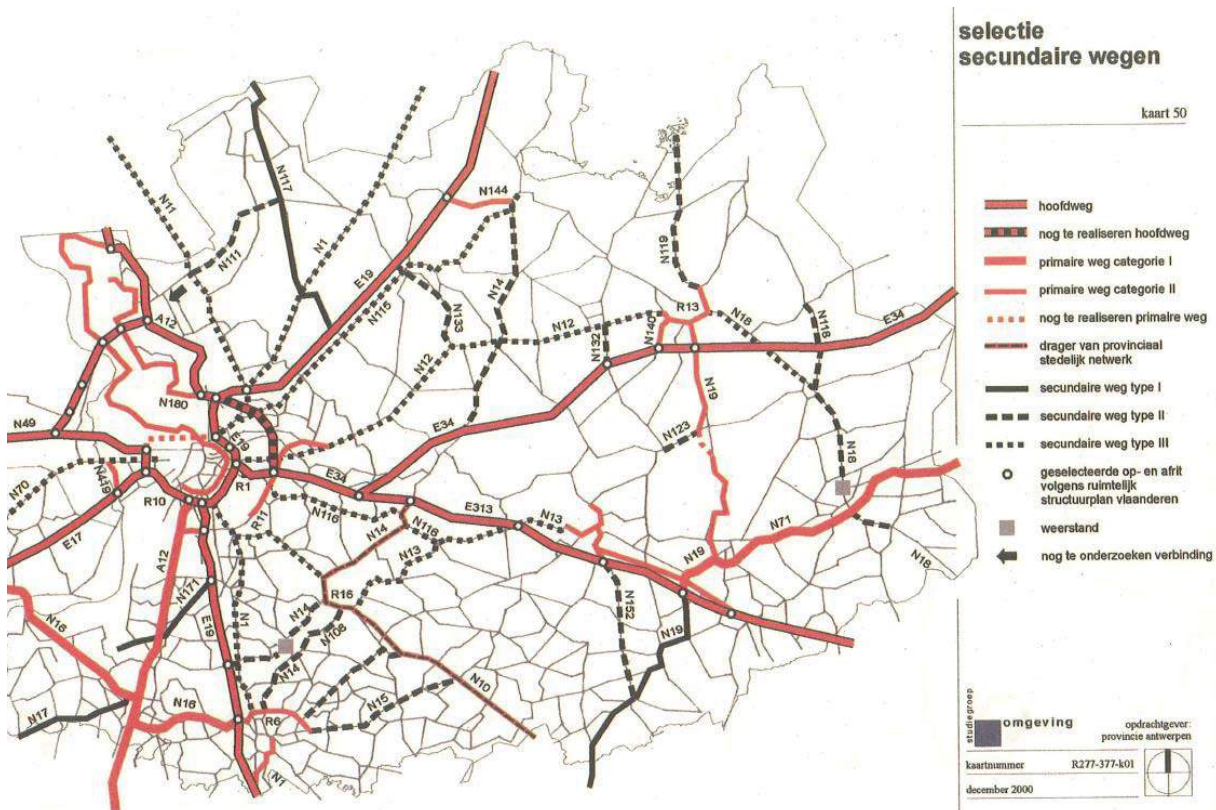 selectie
secundaire wegen
kaart 50
hoofdweg
nog te realiseren hoofdweg
primaire weg categorie I
primaire weg categorie II
nog te realiseren primaire weg
drager van provinciaal
stedelijk netwerk
secundaire weg type I
secundaire weg type II
secundaire weg type III
geselecteerde op- en afrit
volgens ruimtelijk
structuurplan vlaanderen
weerstand
nog te onderzoeken verbinding
studiegroep
omgeving
opdrachtgever:
provincie antwerpen
kaartnummer R277-377-k01
december 2000
N11
N117
N1
N144
N111
E19
N115
N119
N14
N133
A12
R13
N18
N118
E34
N12
N132
N140
N12
N180
N19
N49
E19
E34
N123
N18
N70
N419
R1
R10
E34
R11
N116
E313
N13
N71
E17
N14
N116
N13
N19
N18
A12
N171
R16
E19
N1
N14
N108
N152
N19
N16
N14
N10
N17
N16
R6
N15
N1